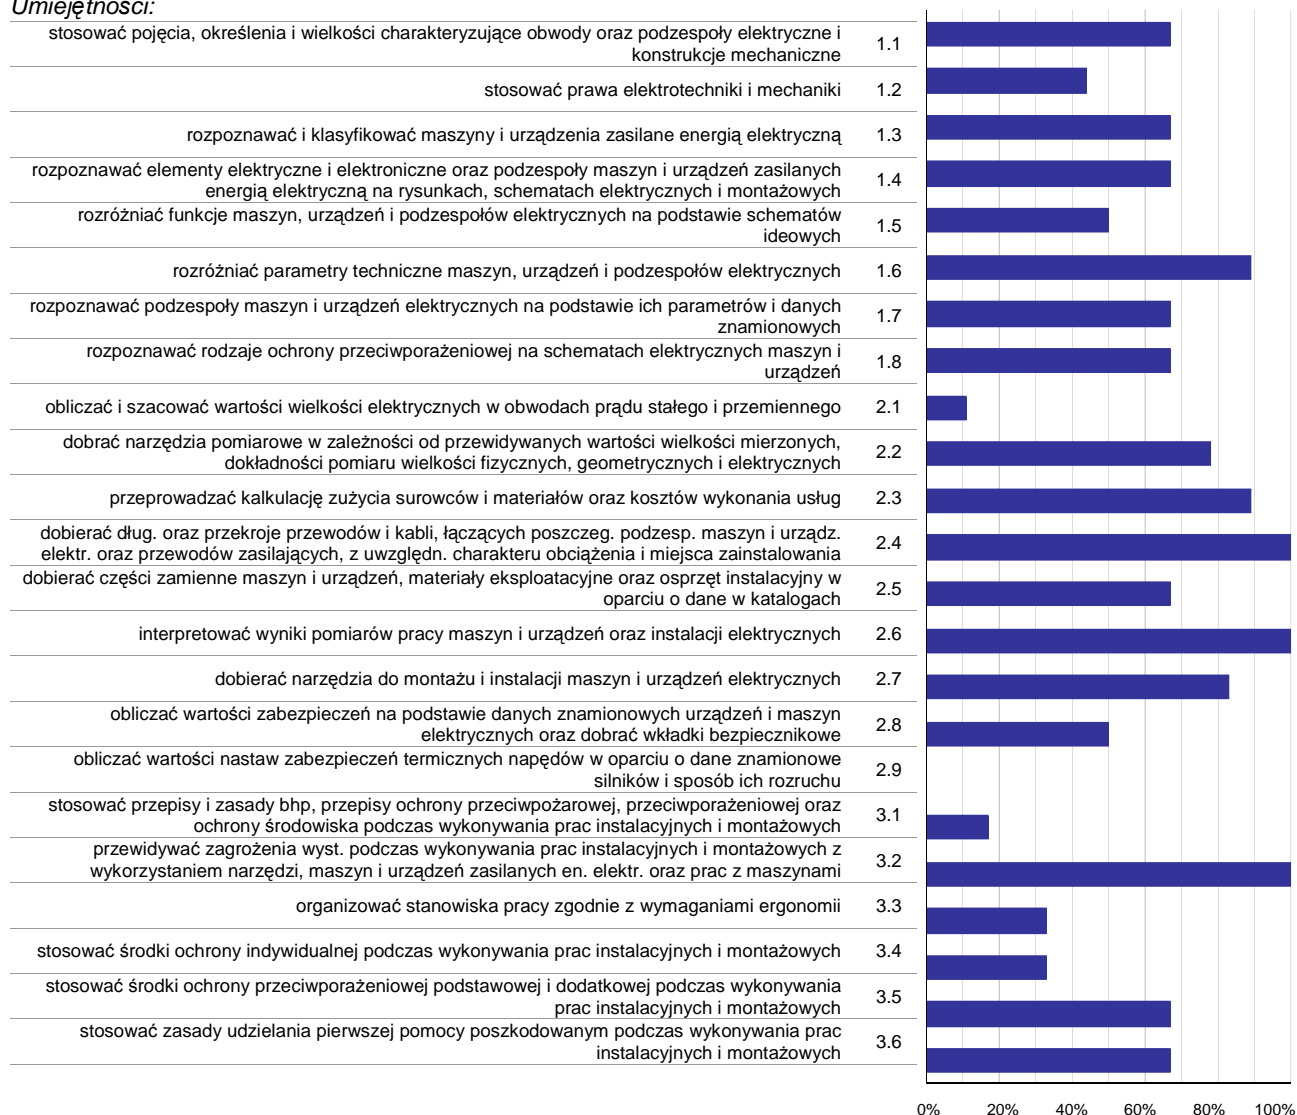 Umiejętności:
stosować pojęcia, określenia i wielkości charakteryzujące obwody oraz podzespoły elektryczne i
konstrukcje mechaniczne
1.1
stosować prawa elektrotechniki i mechaniki
1.2
rozpoznawać i klasyfikować maszyny i urządzenia zasilane energią elektryczną
1.3
rozpoznawać elementy elektryczne i elektroniczne oraz podzespoły maszyn i urządzeń zasilanych
energią elektryczną na rysunkach, schematach elektrycznych i montażowych
1.4
rozróżniać funkcje maszyn, urządzeń i podzespołów elektrycznych na podstawie schematów
ideowych
1.5
rozróżniać parametry techniczne maszyn, urządzeń i podzespołów elektrycznych
1.6
rozpoznawać podzespoły maszyn i urządzeń elektrycznych na podstawie ich parametrów i danych
znamionowych
1.7
rozpoznawać rodzaje ochrony przeciwporażeniowej na schematach elektrycznych maszyn i
urządzeń
1.8
obliczać i szacować wartości wielkości elektrycznych w obwodach prądu stałego i przemiennego
2.1
dobrać narzędzia pomiarowe w zależności od przewidywanych wartości wielkości mierzonych,
dokładności pomiaru wielkości fizycznych, geometrycznych i elektrycznych
2.2
przeprowadzać kalkulację zużycia surowców i materiałów oraz kosztów wykonania usług
2.3
dobierać dług. oraz przekroje przewodów i kabli, łączących poszczeg. podzesp. maszyn i urządz.
elektr. oraz przewodów zasilających, z uwzględn. charakteru obciążenia i miejsca zainstalowania
2.4
dobierać części zamienne maszyn i urządzeń, materiały eksploatacyjne oraz osprzęt instalacyjny w
oparciu o dane w katalogach
2.5
interpretować wyniki pomiarów pracy maszyn i urządzeń oraz instalacji elektrycznych
2.6
dobierać narzędzia do montażu i instalacji maszyn i urządzeń elektrycznych
2.7
obliczać wartości zabezpieczeń na podstawie danych znamionowych urządzeń i maszyn
elektrycznych oraz dobrać wkładki bezpiecznikowe
2.8
obliczać wartości nastaw zabezpieczeń termicznych napędów w oparciu o dane znamionowe
silników i sposób ich rozruchu
2.9
stosować przepisy i zasady bhp, przepisy ochrony przeciwpożarowej, przeciwporażeniowej oraz
ochrony środowiska podczas wykonywania prac instalacyjnych i montażowych
3.1
przewidywać zagrożenia wyst. podczas wykonywania prac instalacyjnych i montażowych z
wykorzystaniem narzędzi, maszyn i urządzeń zasilanych en. elektr. oraz prac z maszynami
3.2
organizować stanowiska pracy zgodnie z wymaganiami ergonomii
3.3
stosować środki ochrony indywidualnej podczas wykonywania prac instalacyjnych i montażowych
3.4
stosować środki ochrony przeciwporażeniowej podstawowej i dodatkowej podczas wykonywania
prac instalacyjnych i montażowych
3.5
stosować zasady udzielania pierwszej pomocy poszkodowanym podczas wykonywania prac
instalacyjnych i montażowych
3.6
0% 20% 40% 60% 80% 100%